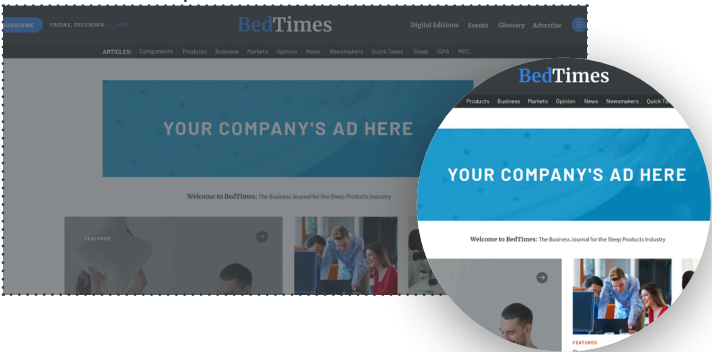 SUBSCRIBE FRIDAY, DECEMBER BedTimes Digital Editions Events Glossary Advertise
ARTICLES: Components Products Business Markets Opinion News Newsmakers Quick Takes Sleep ISPA MRC
YOUR COMPANY'S AD HERE
Welcome to BedTimes: The Business Journal for the Sleep Products Industry
FEATURED
BedTimes
Products Business Markets Opinion News Newsmakers Quick Ta
YOUR COMPANY'S AD HERE
Welcome to BedTimes: The Business Journal for the Sleep Products Industry
FEATURED